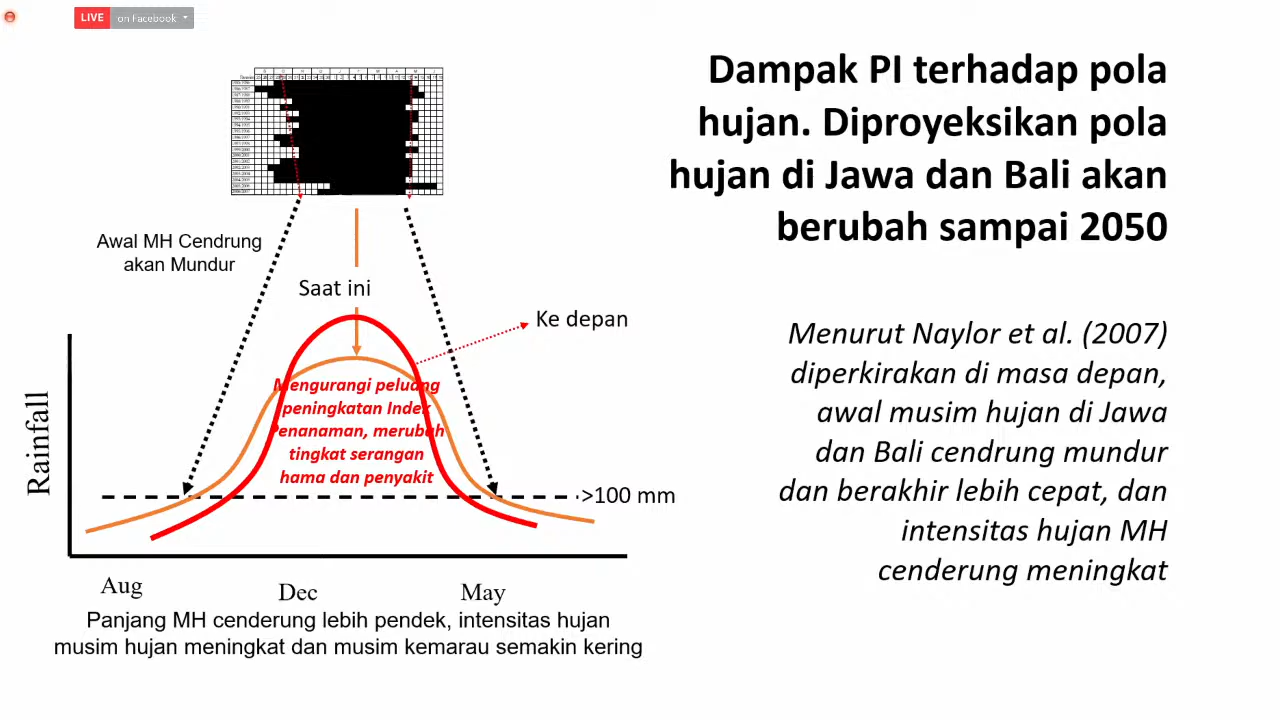 LIVE on Facebook
Dampak PI terhadap pola
hujan. Diproyeksikan pola
hujan di Jawa dan Bali akan
berubah sampai 2050
Awal MH Cendrung
akan Mundur
Saat ini
Ke depan
Mengurangi peluang
peningkatan Index
Penanaman, merubah
tingkat serangan
hama dan penyakit
>100 mm
Rainfall
Aug Dec May
Panjang MH cenderung lebih pendek, intensitas hujan
musim hujan meningkat dan musim kemarau semakin kering
Menurut Naylor et al. (2007)
diperkirakan di masa depan,
awal musim hujan di Jawa
dan Bali cendrung mundur
dan berakhir lebih cepat, dan
intensitas hujan MH
cenderung meningkat